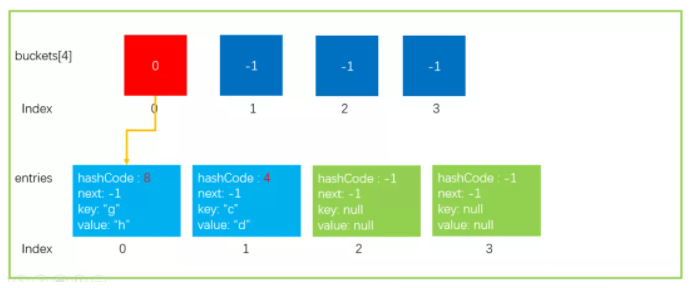 buckets[4]
0
-1
-1
-1
Index
0
1
2
3
entries
hashCode : 8
next: -1
key: "g"
value: "h"
hashCode : 4
next: -1
key: "c"
value: "d"
hashCode : -1
next: -1
key: null
value: null
hashCode : -1
next: -1
key: null
value: null
Index
0
1
2
3